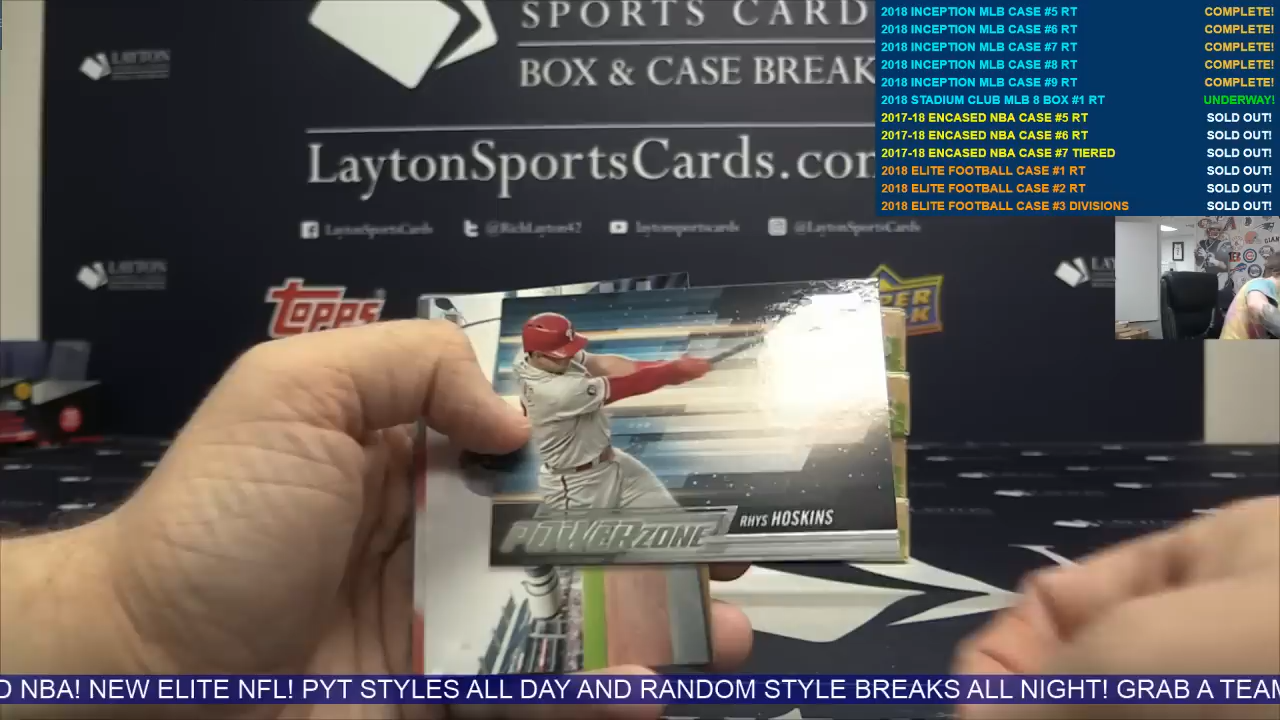 SPORTS CARD
BOX & CASE BREAK
LaytonSportsCards.con
LaytonSportsCards
@RichLayton42
laytonsportscards
@LaytonSportsCards
LAYTON
LAYTON
topps
PER
POWERZONE
RHYS HOSKINS
2018 INCEPTION MLB CASE #5 RT COMPLETE!
2018 INCEPTION MLB CASE #6 RT COMPLETE!
2018 INCEPTION MLB CASE #7 RT COMPLETE!
2018 INCEPTION MLB CASE #8 RT COMPLETE!
2018 INCEPTION MLB CASE #9 RT COMPLETE!
2018 STADIUM CLUB MLB 8 BOX #1 RT UNDERWAY!
2017-18 ENCASED NBA CASE #5 RT SOLD OUT!
2017-18 ENCASED NBA CASE #6 RT SOLD OUT!
2017-18 ENCASED NBA CASE #7 TIERED SOLD OUT!
2018 ELITE FOOTBALL CASE #1 RT SOLD OUT!
2018 ELITE FOOTBALL CASE #2 RT SOLD OUT!
2018 ELITE FOOTBALL CASE #3 DIVISIONS SOLD OUT!
D NBA! NEW ELITE NFL! PYT STYLES ALL DAY AND RANDOM STYLE BREAKS ALL NIGHT! GRAB A TEAM